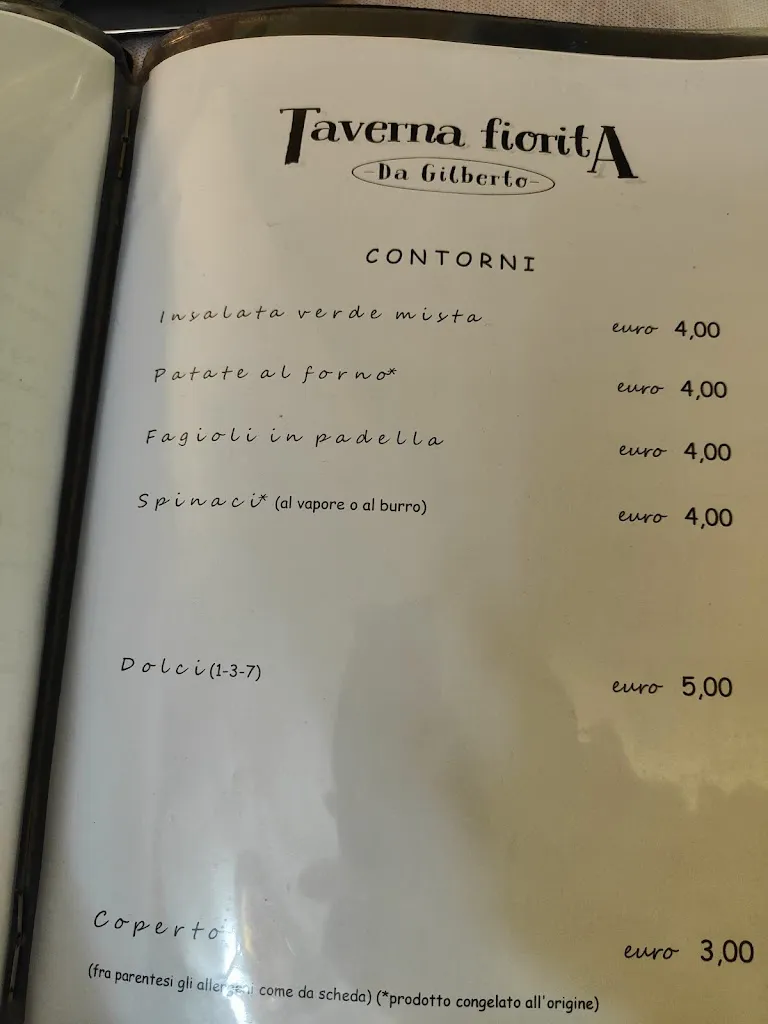 Taverna fioritA
-Da Gilberto-
CONTORNI
Insalata verde mista euro 4,00
Patate al forno* euro 4,00
Fagioli in padella euro 4,00
Spinaci* (al vapore o al burro) euro 4,00
Dolci (1-3-7) euro 5,00
Coperto euro 3,00
(fra parentesi gli allergeni come da scheda) (*prodotto congelato all'origine)